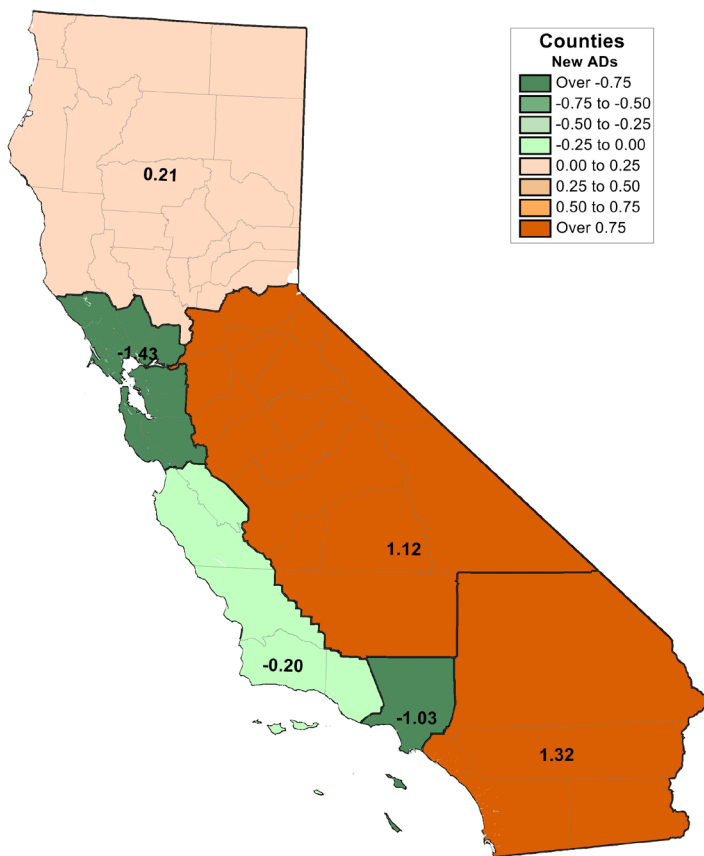 Counties
New ADs
Over -0.75
-0.75 to -0.50
-0.50 to -0.25
-0.25 to 0.00
0.00 to 0.25
0.25 to 0.50
0.50 to 0.75
Over 0.75
0.21
-1.43
1.12
-0.20
-1.03
1.32